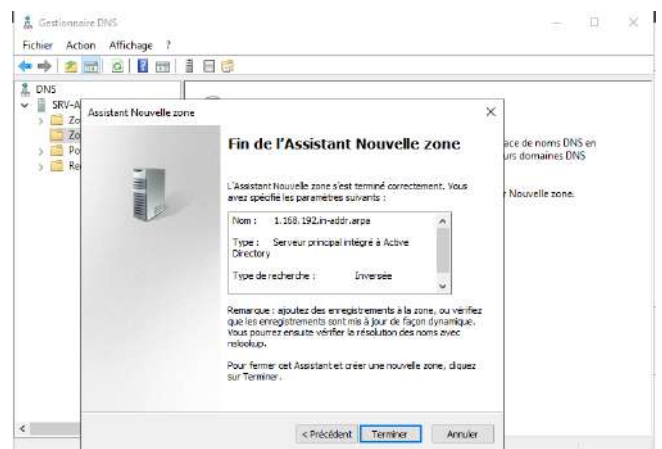 Gestionnaire DNS
Fichier Action Affichage ?
DNS
SRV-A
Zo
Zo
Po
Re
Assistant Nouvelle zone
Fin de l'Assistant Nouvelle zone
L'Assistant Nouvelle zone s'est terminé correctement. Vous
avez spécifié les paramètres suivants :
Nom : 1.168.192.in-addr.arpa
Type : Serveur principal intégré à Active
Directory
Type de recherche : Inversée
Remarque : ajoutez des enregistrements à la zone, ou vérifiez
que les enregistrements sont mis à jour de façon dynamique.
Vous pourrez ensuite vérifier la résolution des noms avec
nslookup.
Pour fermer cet Assistant et créer une nouvelle zone, cliquez
sur Terminer.
< Précédent Terminer Annuler
ace de noms DNS en
urs domaines DNS
r Nouvelle zone.